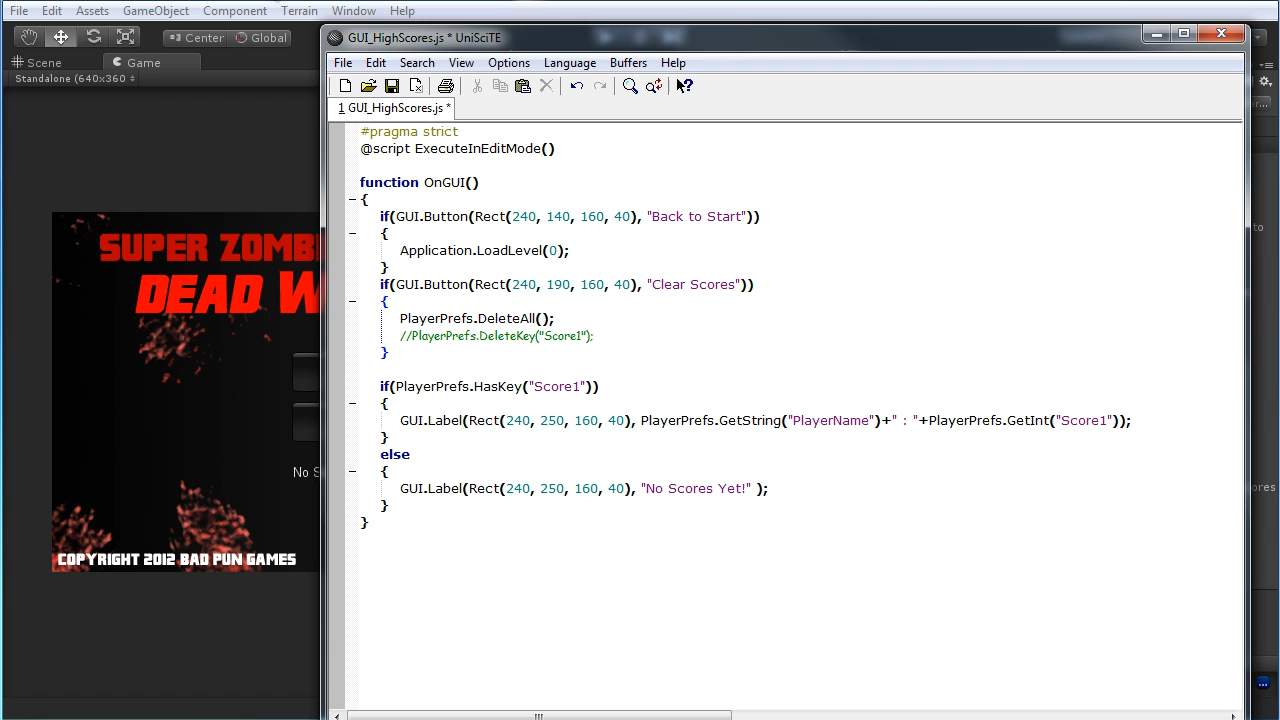 File Edit Assets GameObject Component Terrain Window Help
Center Global
Scene Game
Standalone (640x360
SUPER ZOMBI
DEAD W
No S
COPYRIGHT 2012 BAD PUN GAMES
GUI_HighScores.js * UniSciTE
File Edit Search View Options Language Buffers Help
1 GUI_HighScores.js *
#pragma strict
@script ExecuteInEditMode()
function OnGUI()
{
if(GUI.Button(Rect(240, 140, 160, 40), "Back to Start"))
{
Application.LoadLevel(0);
}
if(GUI.Button(Rect(240, 190, 160, 40), "Clear Scores"))
{
PlayerPrefs.DeleteAll();
//PlayerPrefs.DeleteKey("Score1");
}
if(PlayerPrefs.HasKey("Score1"))
{
GUI.Label(Rect(240, 250, 160, 40), PlayerPrefs.GetString("PlayerName")+" : "+PlayerPrefs.GetInt("Score1"));
}
else
{
GUI.Label(Rect(240, 250, 160, 40), "No Scores Yet!" );
}
}
er...
to
ores